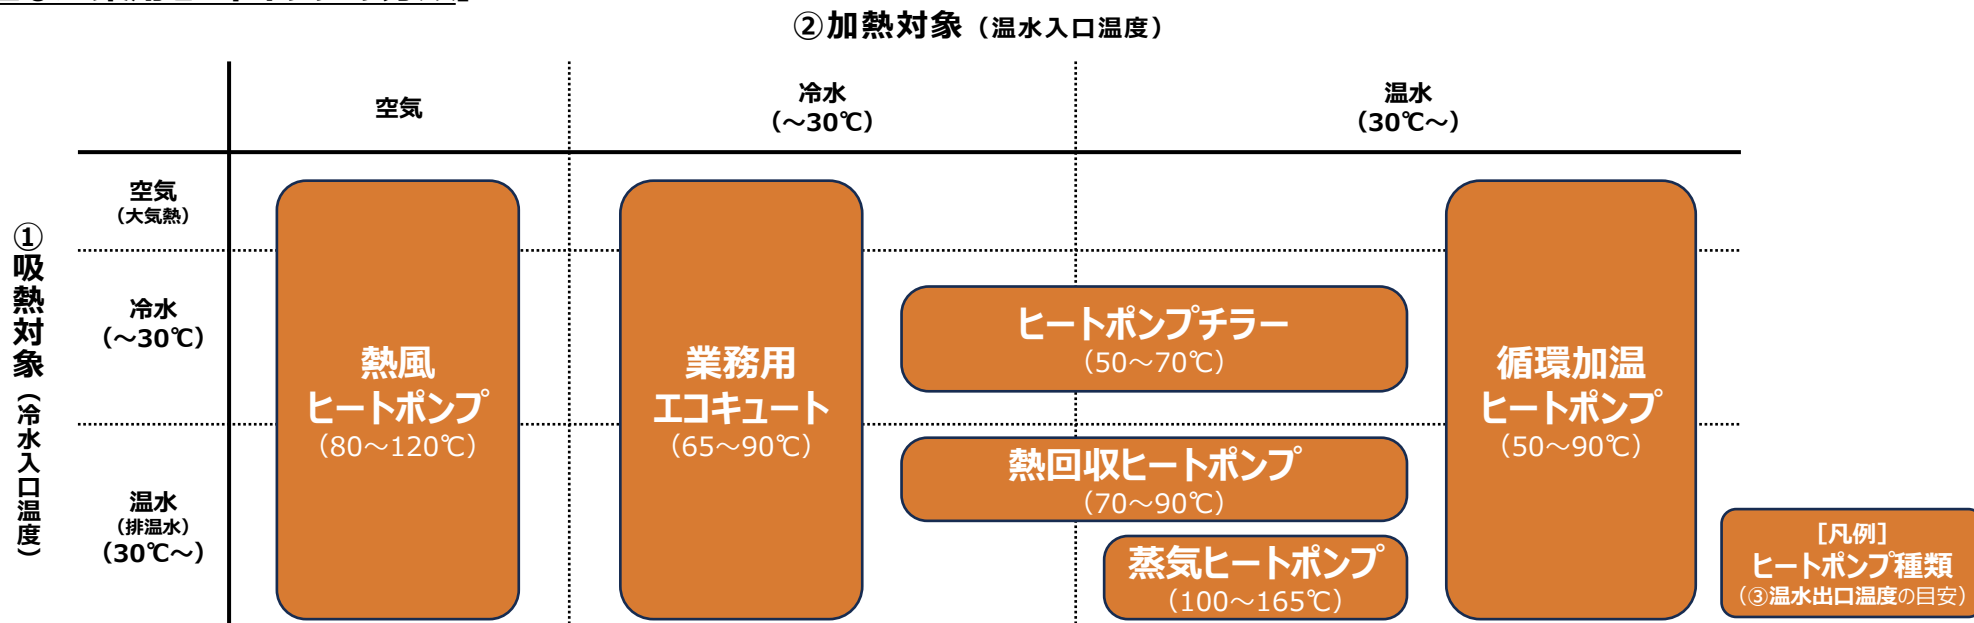 ②加熱対象（温水入口温度）
空気
冷水
（～30℃）
温水
（30℃～）
①吸熱対象（冷水入口温度）
空気
（大気熱）
冷水
（～30℃）
温水
（排温水）
（30℃～）
熱風
ヒートポンプ
（80～120℃）
業務用
エコキュート
（65～90℃）
ヒートポンプチラー
（50～70℃）
熱回収ヒートポンプ
（70～90℃）
蒸気ヒートポンプ
（100～165℃）
循環加温
ヒートポンプ
（50～90℃）
［凡例］
ヒートポンプ種類
（③温水出口温度の目安）